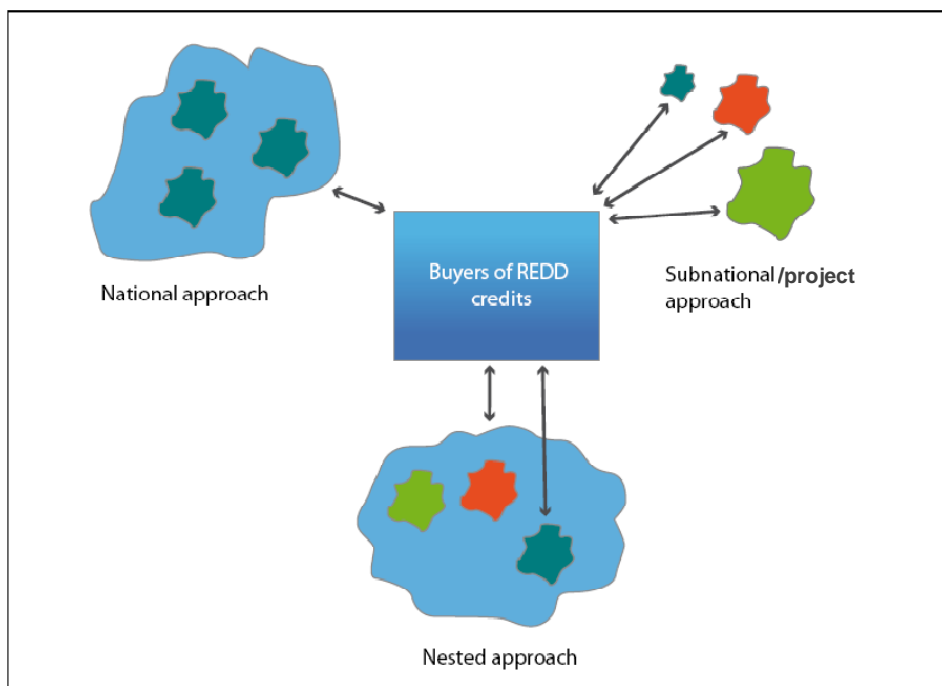 National approach
Buyers of REDD
credits
Subnational/project
approach
Nested approach